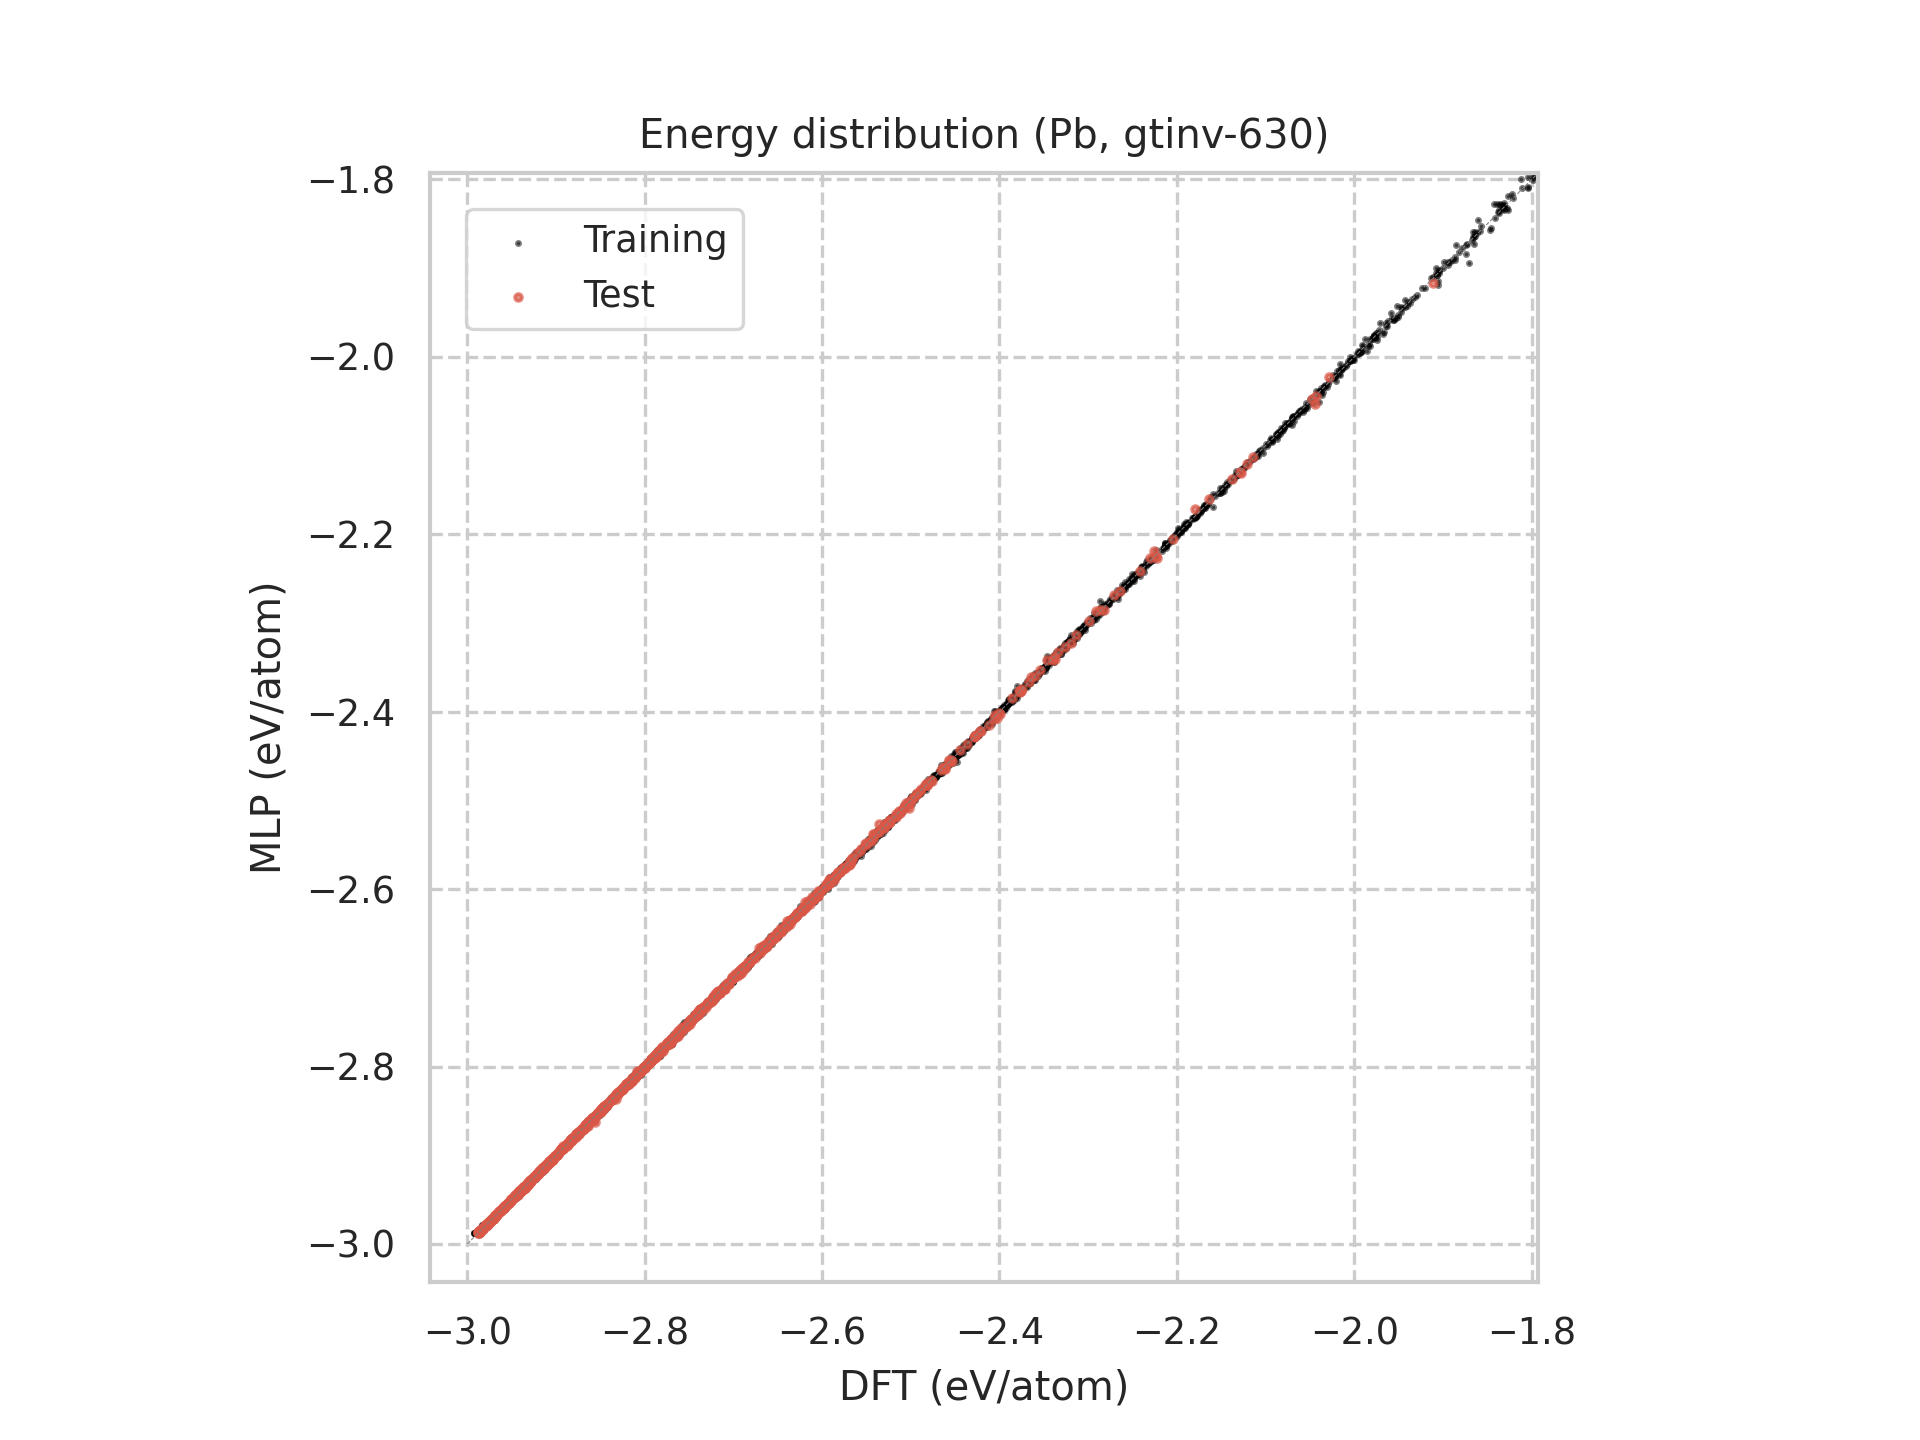 Energy distribution (Pb, gtinv-630)
Training
Test
−1.8
−2.0
−2.2
−2.4
−2.6
−2.8
−3.0
MLP (eV/atom)
−3.0 −2.8 −2.6 −2.4 −2.2 −2.0 −1.8
DFT (eV/atom)